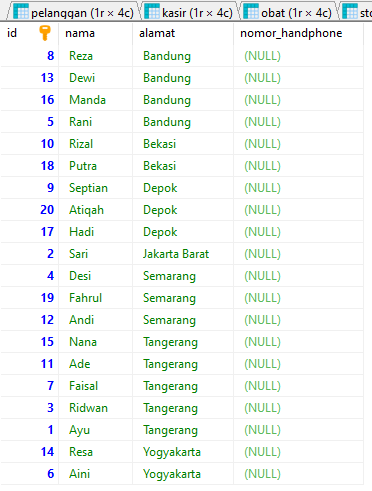 pelanggan (1r × 4c) kasir (1r × 4c) obat (1r × 4c)
id nama alamat nomor_handphone
8 Reza Bandung (NULL)
13 Dewi Bandung (NULL)
16 Manda Bandung (NULL)
5 Rani Bandung (NULL)
10 Rizal Bekasi (NULL)
18 Putra Bekasi (NULL)
9 Septian Depok (NULL)
20 Atiqah Depok (NULL)
17 Hadi Depok (NULL)
2 Sari Jakarta Barat (NULL)
4 Desi Semarang (NULL)
19 Fahrul Semarang (NULL)
12 Andi Semarang (NULL)
15 Nana Tangerang (NULL)
11 Ade Tangerang (NULL)
7 Faisal Tangerang (NULL)
3 Ridwan Tangerang (NULL)
1 Ayu Tangerang (NULL)
14 Resa Yogyakarta (NULL)
6 Aini Yogyakarta (NULL)